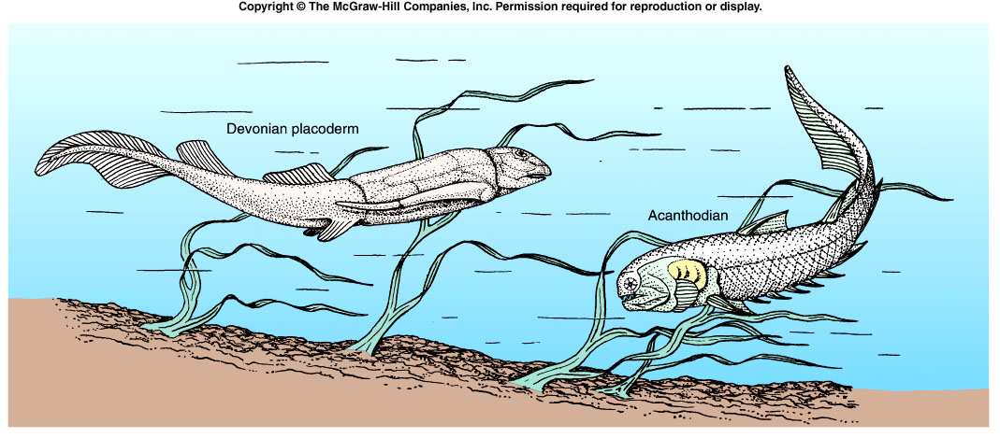 Copyright © The McGraw-Hill Companies, Inc. Permission required for reproduction or display.
Devonian placoderm
Acanthodian